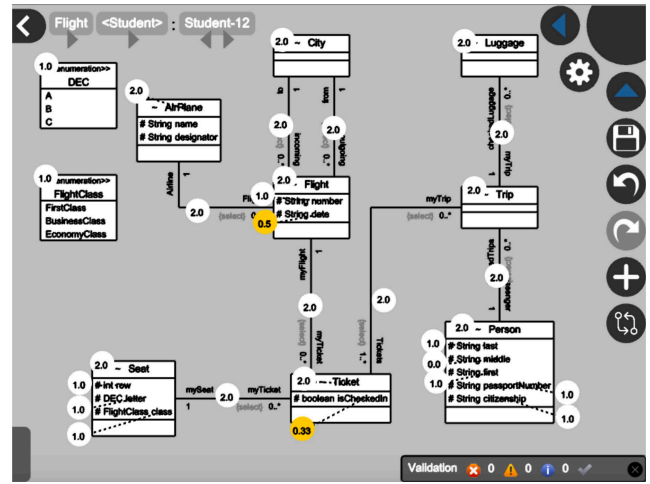 Flight <Student> : Student-12
2.0 ~ City
2.0 Luggage
1.0 enumeration>>
DEC
A
B
C
2.0
~ AirPlane
# String name
# String designator
to 1
from 1
2.0 2.0
incoming
0..*
outgoing
0..*
0..*
2.0
myTrip
1
1.0 enumeration>>
FlightClass
FirstClass
BusinessClass
EconomyClass
Airline 1
2.0
{select}
2.0 ~ Flight
1.0 # String number
0.5 # String date
myTrip
{select} 0..*
2.0 ~ Trip
myFlight 1
2.0
{select}
myTicket
0..*
2.0
{select}
Tickets
1..*
0..*
2.0
1
2.0 ~ Person
1.0 # String last
0.0 # String middle
1.0 # String first
# String passportNumber 1.0
# String citizenship
1.0
2.0 ~ Seat
1.0 # int row
1.0 # DEC letter
# FlightClass class
1.0
mySeat 2.0 myTicket
1 {select} 0..*
2.0 Ticket
# boolean isCheckedIn
0.33
Validation 0 0 0